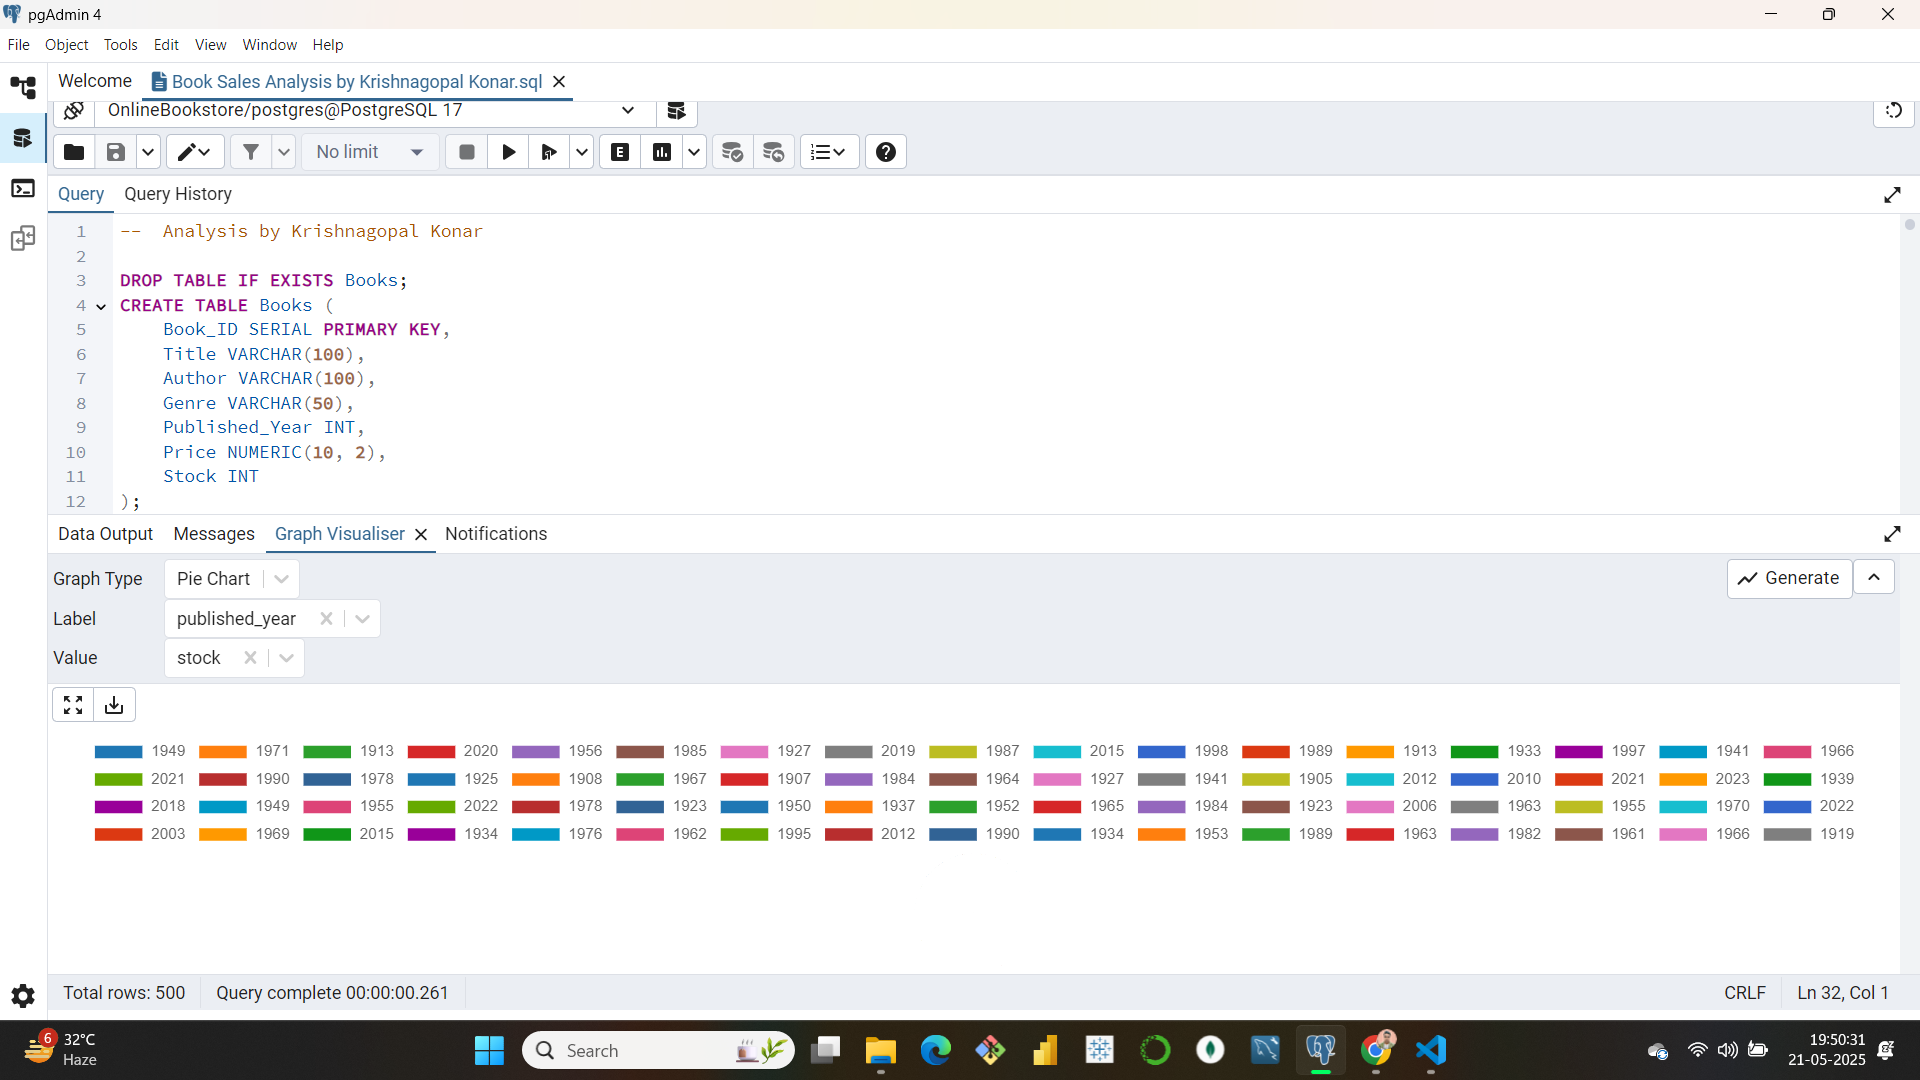 pgAdmin 4
File Object Tools Edit View Window Help
Welcome Book Sales Analysis by Krishnagopal Konar.sql
OnlineBookstore/postgres@PostgreSQL 17
No limit E
Query Query History
1 -- Analysis by Krishnagopal Konar
2
3 DROP TABLE IF EXISTS Books;
4 CREATE TABLE Books (
5 Book_ID SERIAL PRIMARY KEY,
6 Title VARCHAR(100),
7 Author VARCHAR(100),
8 Genre VARCHAR(50),
9 Published_Year INT,
10 Price NUMERIC(10, 2),
11 Stock INT
12 );
Data Output Messages Graph Visualiser Notifications
Graph Type Pie Chart Generate
Label published_year
Value stock
1949 1971 1913 2020 1956 1985 1927 2019 1987 2015 1998 1989 1913 1933 1997 1941 1966
2021 1990 1978 1925 1908 1967 1907 1984 1964 1927 1941 1905 2012 2010 2021 2023 1939
2018 1949 1955 2022 1978 1923 1950 1937 1952 1965 1984 1923 2006 1963 1955 1970 2022
2003 1969 2015 1934 1976 1962 1995 2012 1990 1934 1953 1989 1963 1982 1961 1966 1919
Total rows: 500 Query complete 00:00:00.261 CRLF Ln 32, Col 1
6 32°C
Haze
Search
19:50:31
21-05-2025